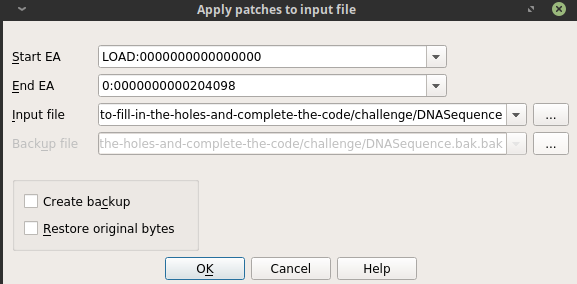 Apply patches to input file
Start EA LOAD:0000000000000000
End EA 0:0000000000204098
Input file to-fill-in-the-holes-and-complete-the-code/challenge/DNASequence ...
Backup file the-holes-and-complete-the-code/challenge/DNASequence.bak.bak ...
Create backup
Restore original bytes
OK Cancel Help